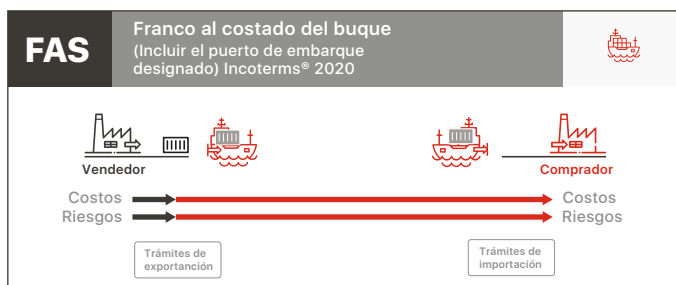 FAS
Franco al costado del buque
(Incluir el puerto de embarque
designado) Incoterms® 2020
Vendedor
Comprador
Costos
Costos
Riesgos
Riesgos
Trámites de
exportanción
Trámites de
importación